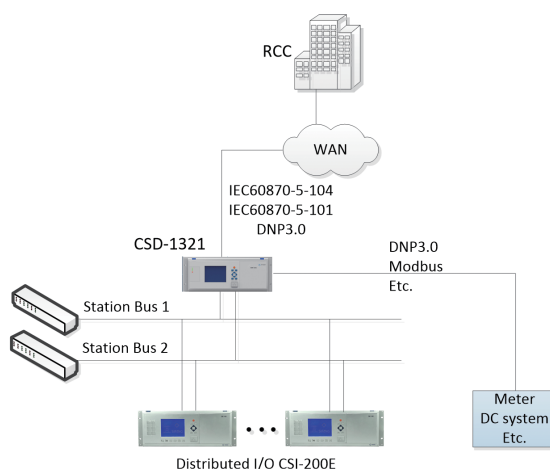 RCC
WAN
IEC60870-5-104
IEC60870-5-101
DNP3.0
CSD-1321
DNP3.0
Modbus
Etc.
Station Bus 1
Station Bus 2
Meter
DC system
Etc.
Distributed I/O CSI-200E